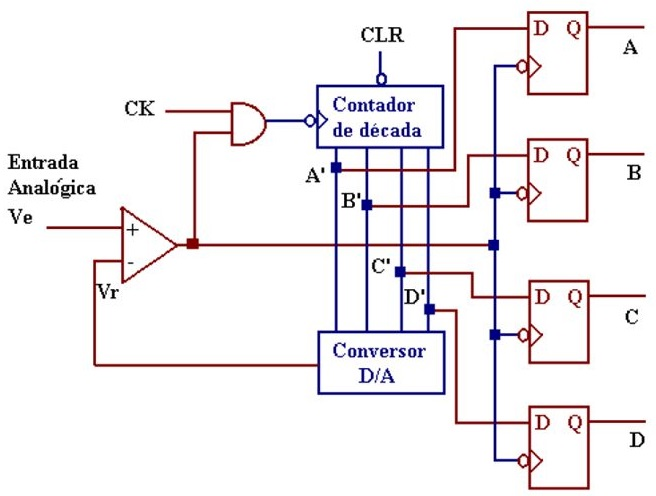 CLR
D Q
A
CK
Contador
de década
Entrada
Analógica
Ve
A'
D Q
B
B'
+
-
Vr
C'
D'
D Q
C
Conversor
D/A
D Q
D